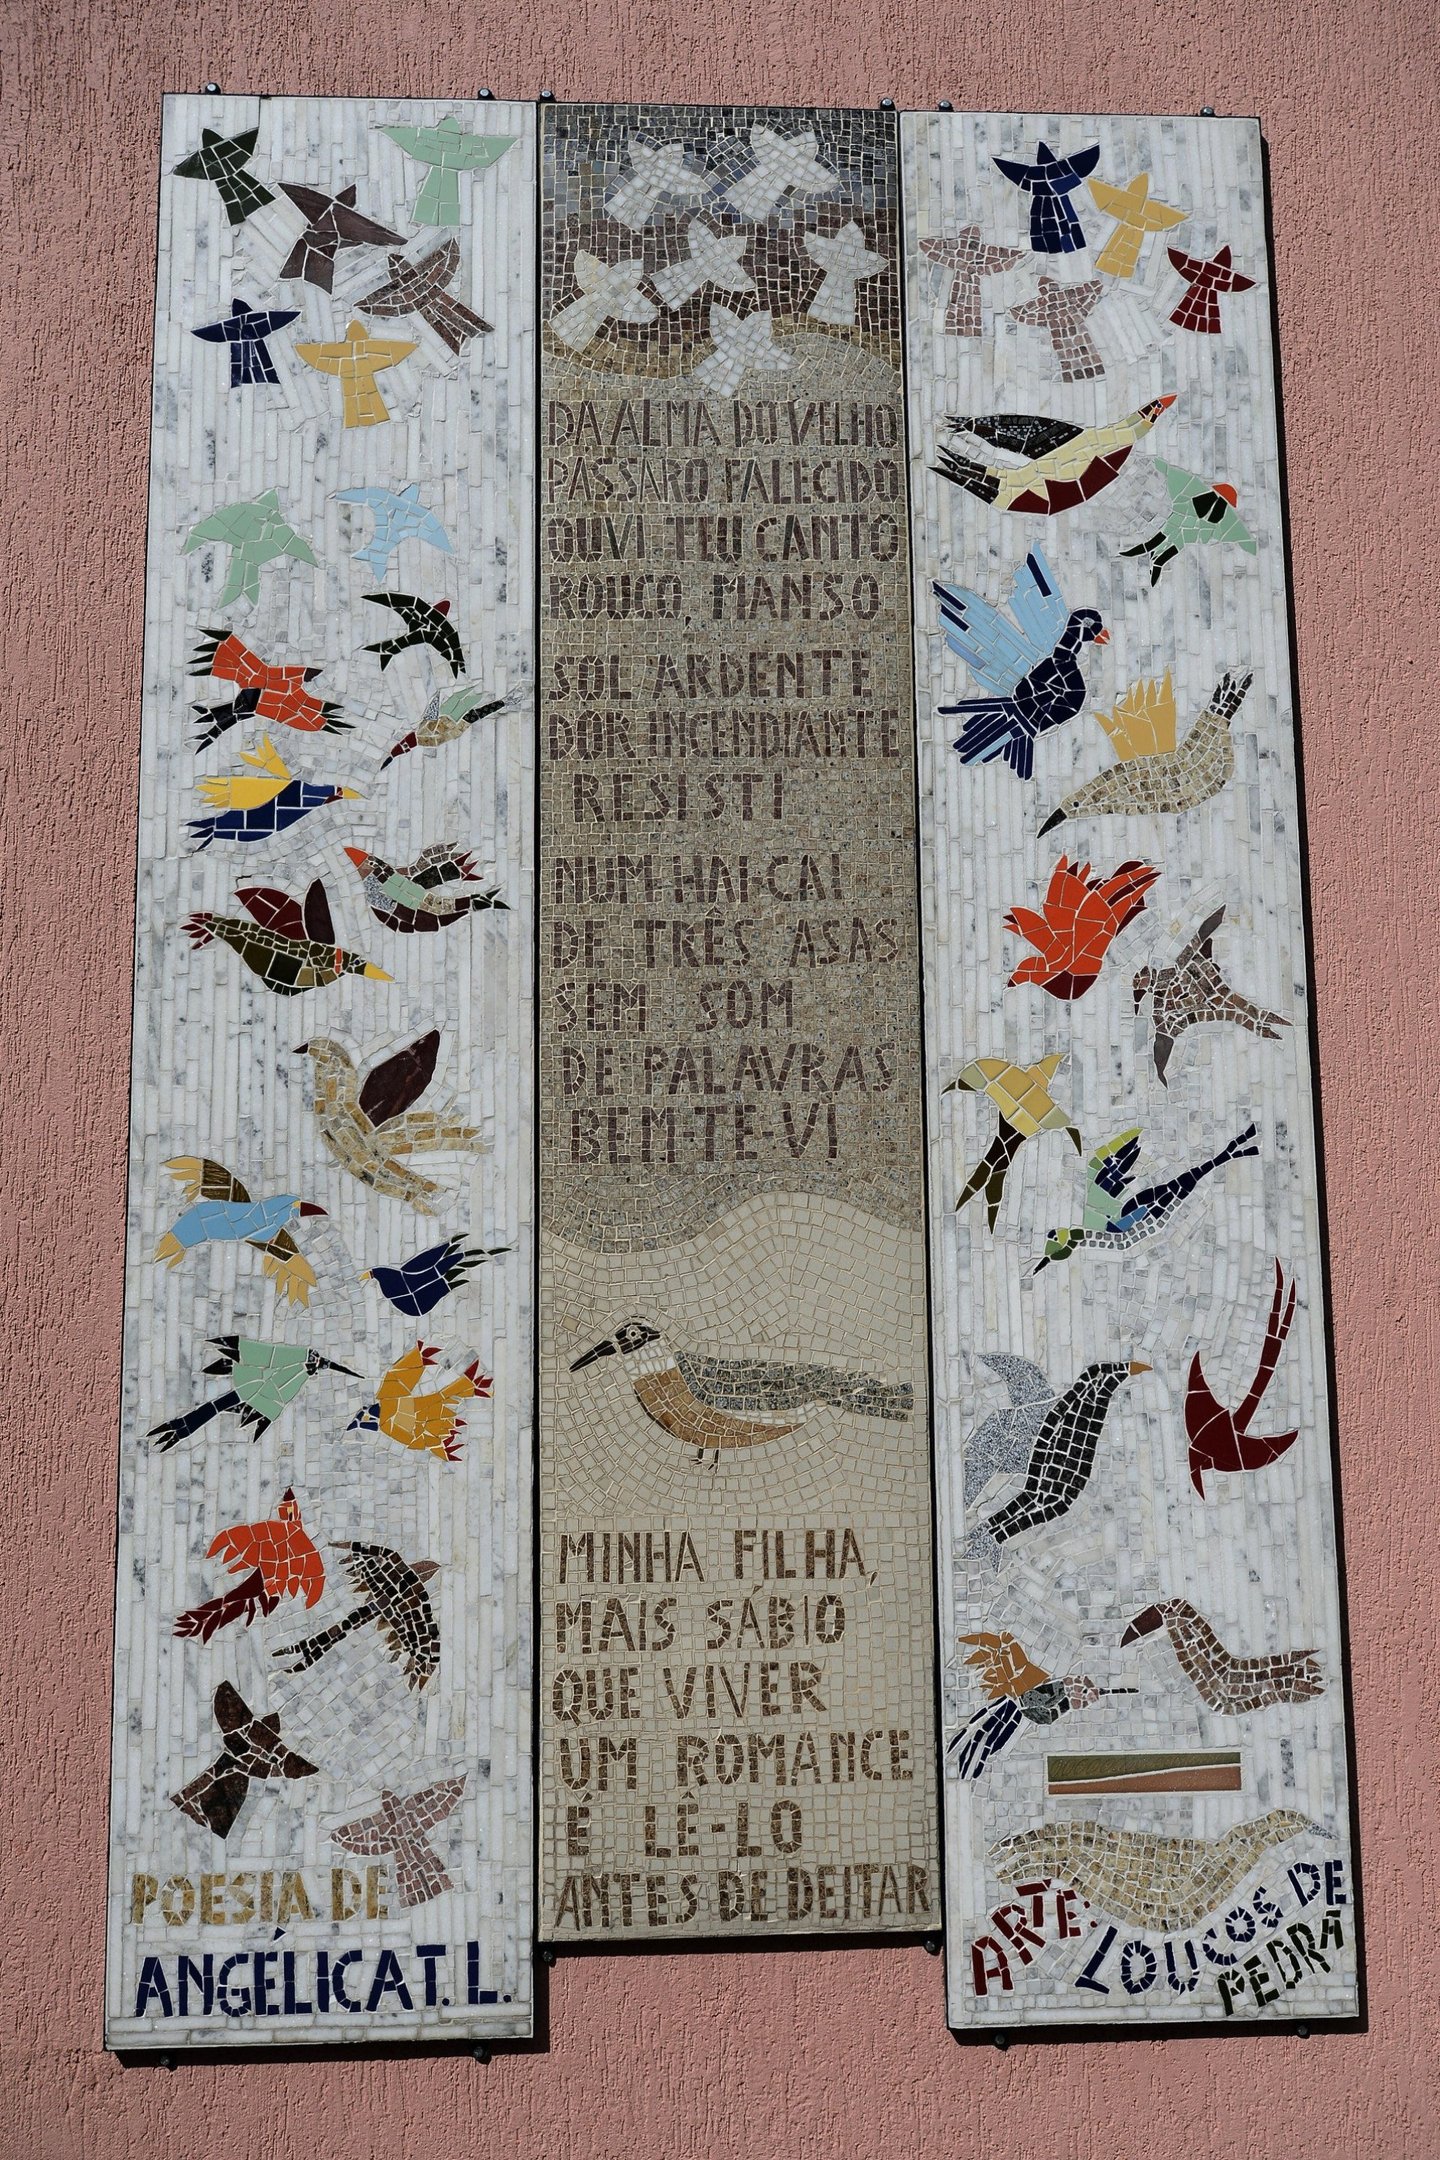 DA ALMA DO VELHO
PÁSSARO FALECIDO
OUVI TEU CANTO
ROUCO, MANSO
SOL ARDENTE
DOR INCENDIANTE
RESISTI
NUM HAI-CAI
DE TRÊS ASAS
SEM SOM
DE PALAVRAS
BEM-TE-VI
MINHA FILHA,
MAIS SÁBIO
QUE VIVER
UM ROMANCE
É LÊ-LO
ANTES DE DEITAR
POESIA DE
ANGÉLICA T. L.
ARTE:
LOUCOS DE
PEDRA